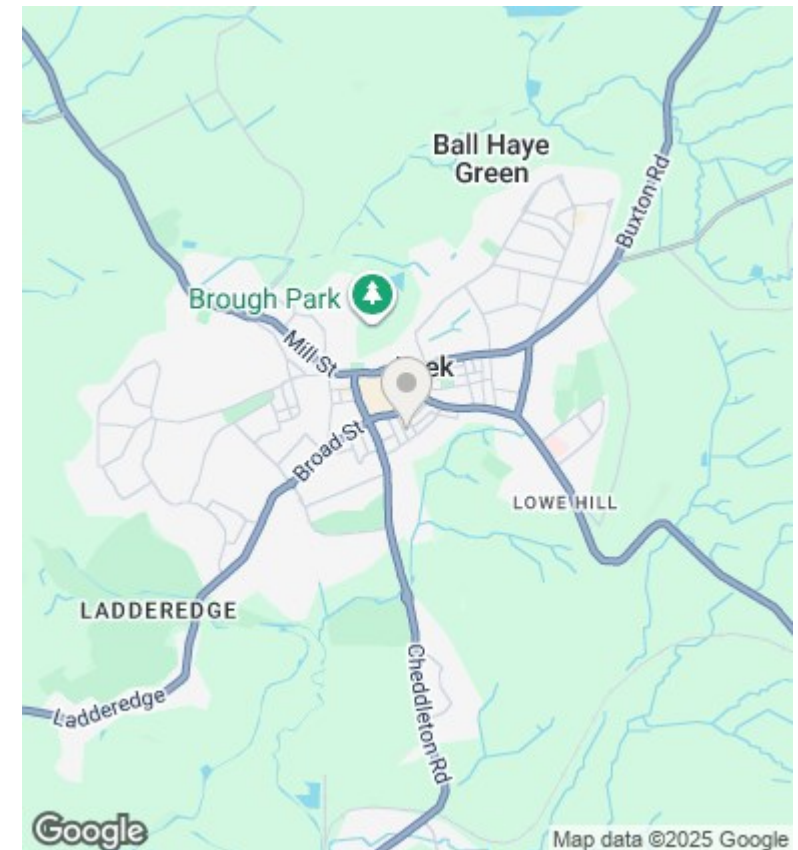 Ball Haye
Green
Buxton Rd
Brough Park
Mill St
Broad St
LOWE HILL
LADDEREDGE
Cheddleton Rd
Ladderedge
Google
Map data ©2025 Google